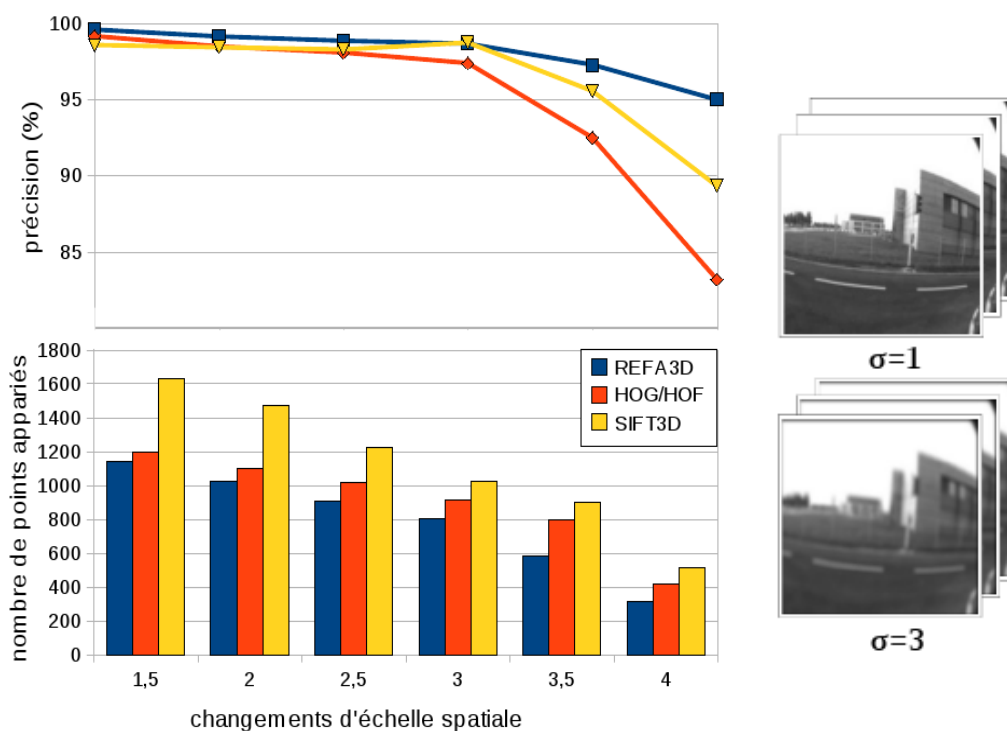 100
95
90
85
précision (%)
1800
1600
1400
1200
1000
800
600
400
200
0
nombre de points appariés
REFA3D
HOG/HOF
SIFT3D
1,5 2 2,5 3 3,5 4
changements d'échelle spatiale
σ=1
σ=3